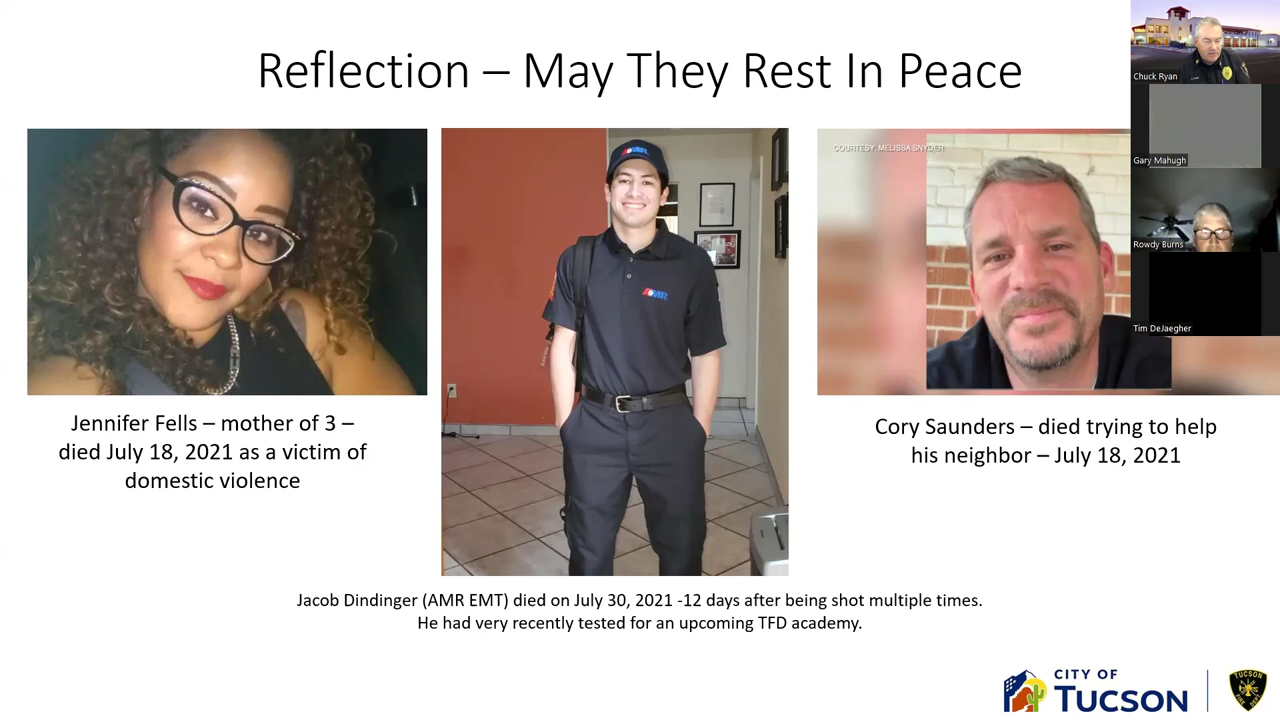 Reflection – May They Rest In Peace
Chuck Ryan
COURTESY: MELISSA SNYDER
AMR
AMR
Gary Mahugh
Rowdy Burns
Tim DeJaegher
Jennifer Fells – mother of 3 –
died July 18, 2021 as a victim of
domestic violence
Cory Saunders – died trying to help
his neighbor – July 18, 2021
Jacob Dindinger (AMR EMT) died on July 30, 2021 -12 days after being shot multiple times.
He had very recently tested for an upcoming TFD academy.
CITY OF
TUCSON
TUCSON
FIRE DEPT